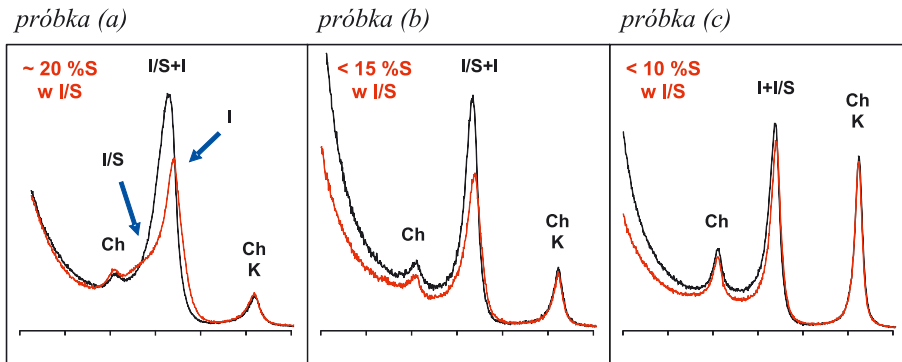 próbka (a)
~ 20 %S
w I/S
I/S+I
I
I/S
Ch
Ch
K
próbka (b)
< 15 %S
w I/S
I/S+I
Ch
Ch
K
próbka (c)
< 10 %S
w I/S
I+I/S
Ch
K
Ch